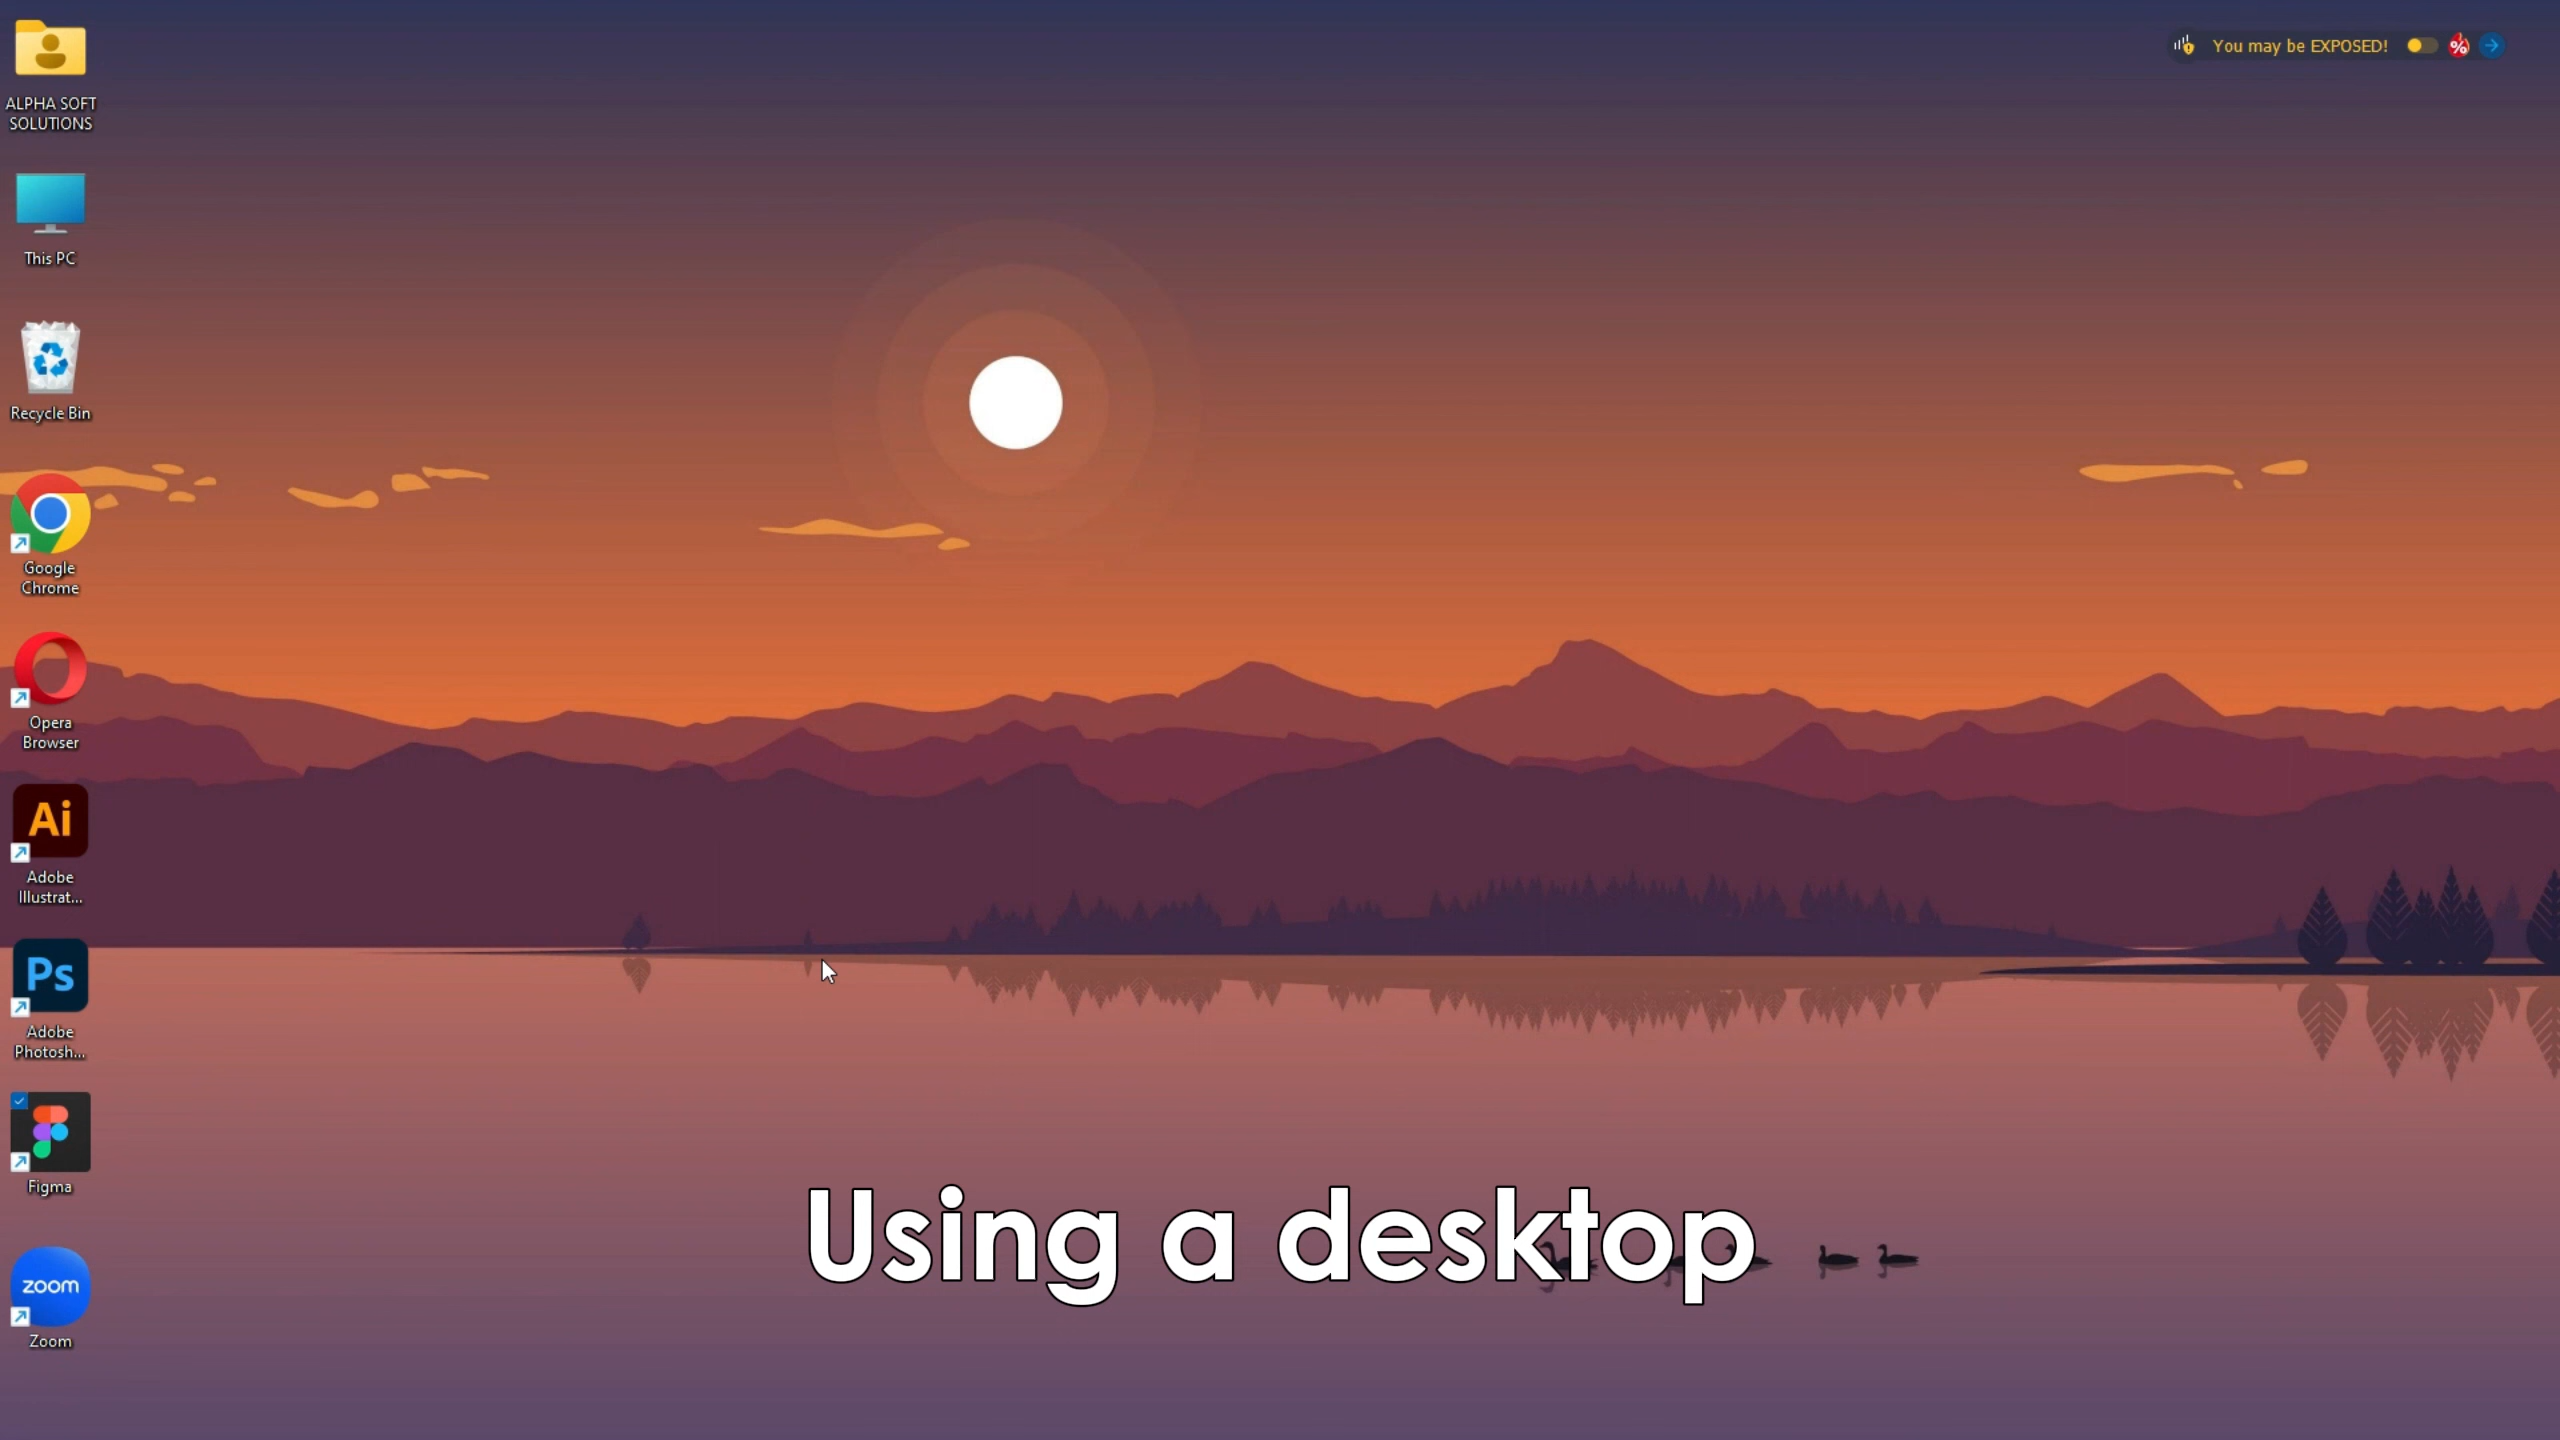 ALPHA SOFT
SOLUTIONS
This PC
Recycle Bin
Google
Chrome
Opera
Browser
Ai
Adobe
Illustrat...
Ps
Adobe
Photosh...
Figma
zoom
Zoom
You may be EXPOSED!
%
Using a desktop